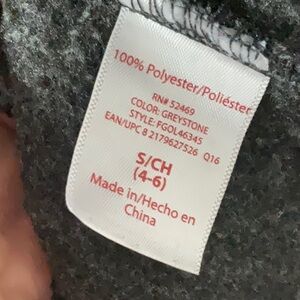 100% Polyester/Poliéster
RN# 52469
COLOR: GREYSTONE
STYLE: FGOL46345
EAN/UPC 8 2179627526 Q16
S/CH
(4-6)
Made in/Hecho en
China